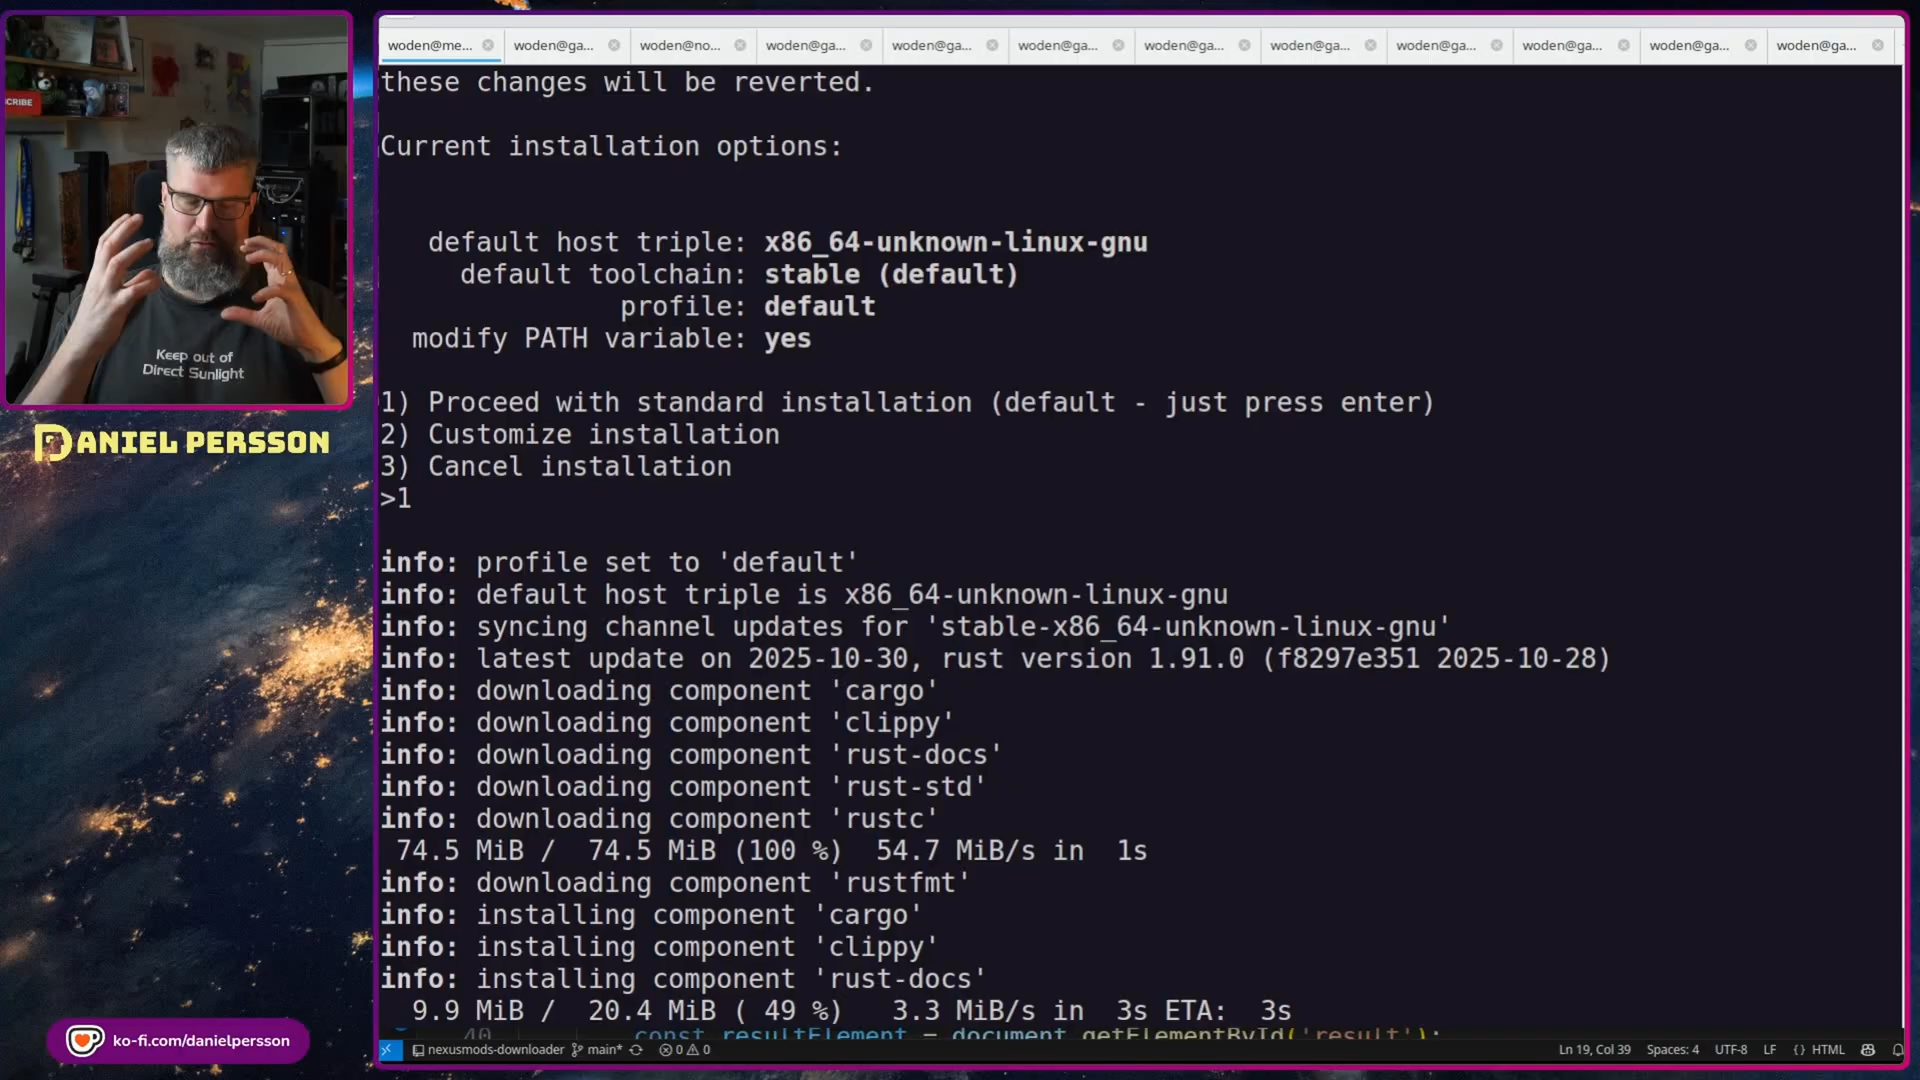 CRIBE
Keep out of
Direct Sunlight
DANIEL PERSSON
ko-fi.com/danielpersson
woden@me...
woden@ga...
woden@no...
woden@ga...
woden@ga...
woden@ga...
woden@ga...
woden@ga...
woden@ga...
woden@ga...
woden@ga...
woden@ga...
these changes will be reverted.
Current installation options:
default host triple: x86_64-unknown-linux-gnu
default toolchain: stable (default)
profile: default
modify PATH variable: yes
1) Proceed with standard installation (default - just press enter)
2) Customize installation
3) Cancel installation
>1
info: profile set to 'default'
info: default host triple is x86_64-unknown-linux-gnu
info: syncing channel updates for 'stable-x86_64-unknown-linux-gnu'
info: latest update on 2025-10-30, rust version 1.91.0 (f8297e351 2025-10-28)
info: downloading component 'cargo'
info: downloading component 'clippy'
info: downloading component 'rust-docs'
info: downloading component 'rust-std'
info: downloading component 'rustc'
74.5 MiB / 74.5 MiB (100 %) 54.7 MiB/s in 1s
info: downloading component 'rustfmt'
info: installing component 'cargo'
info: installing component 'clippy'
info: installing component 'rust-docs'
9.9 MiB / 20.4 MiB ( 49 %) 3.3 MiB/s in 3s ETA: 3s
40 const resultElement = document.getElementById('result');
nexusmods-downloader main* 0 0 Ln 19, Col 39 Spaces: 4 UTF-8 LF {} HTML